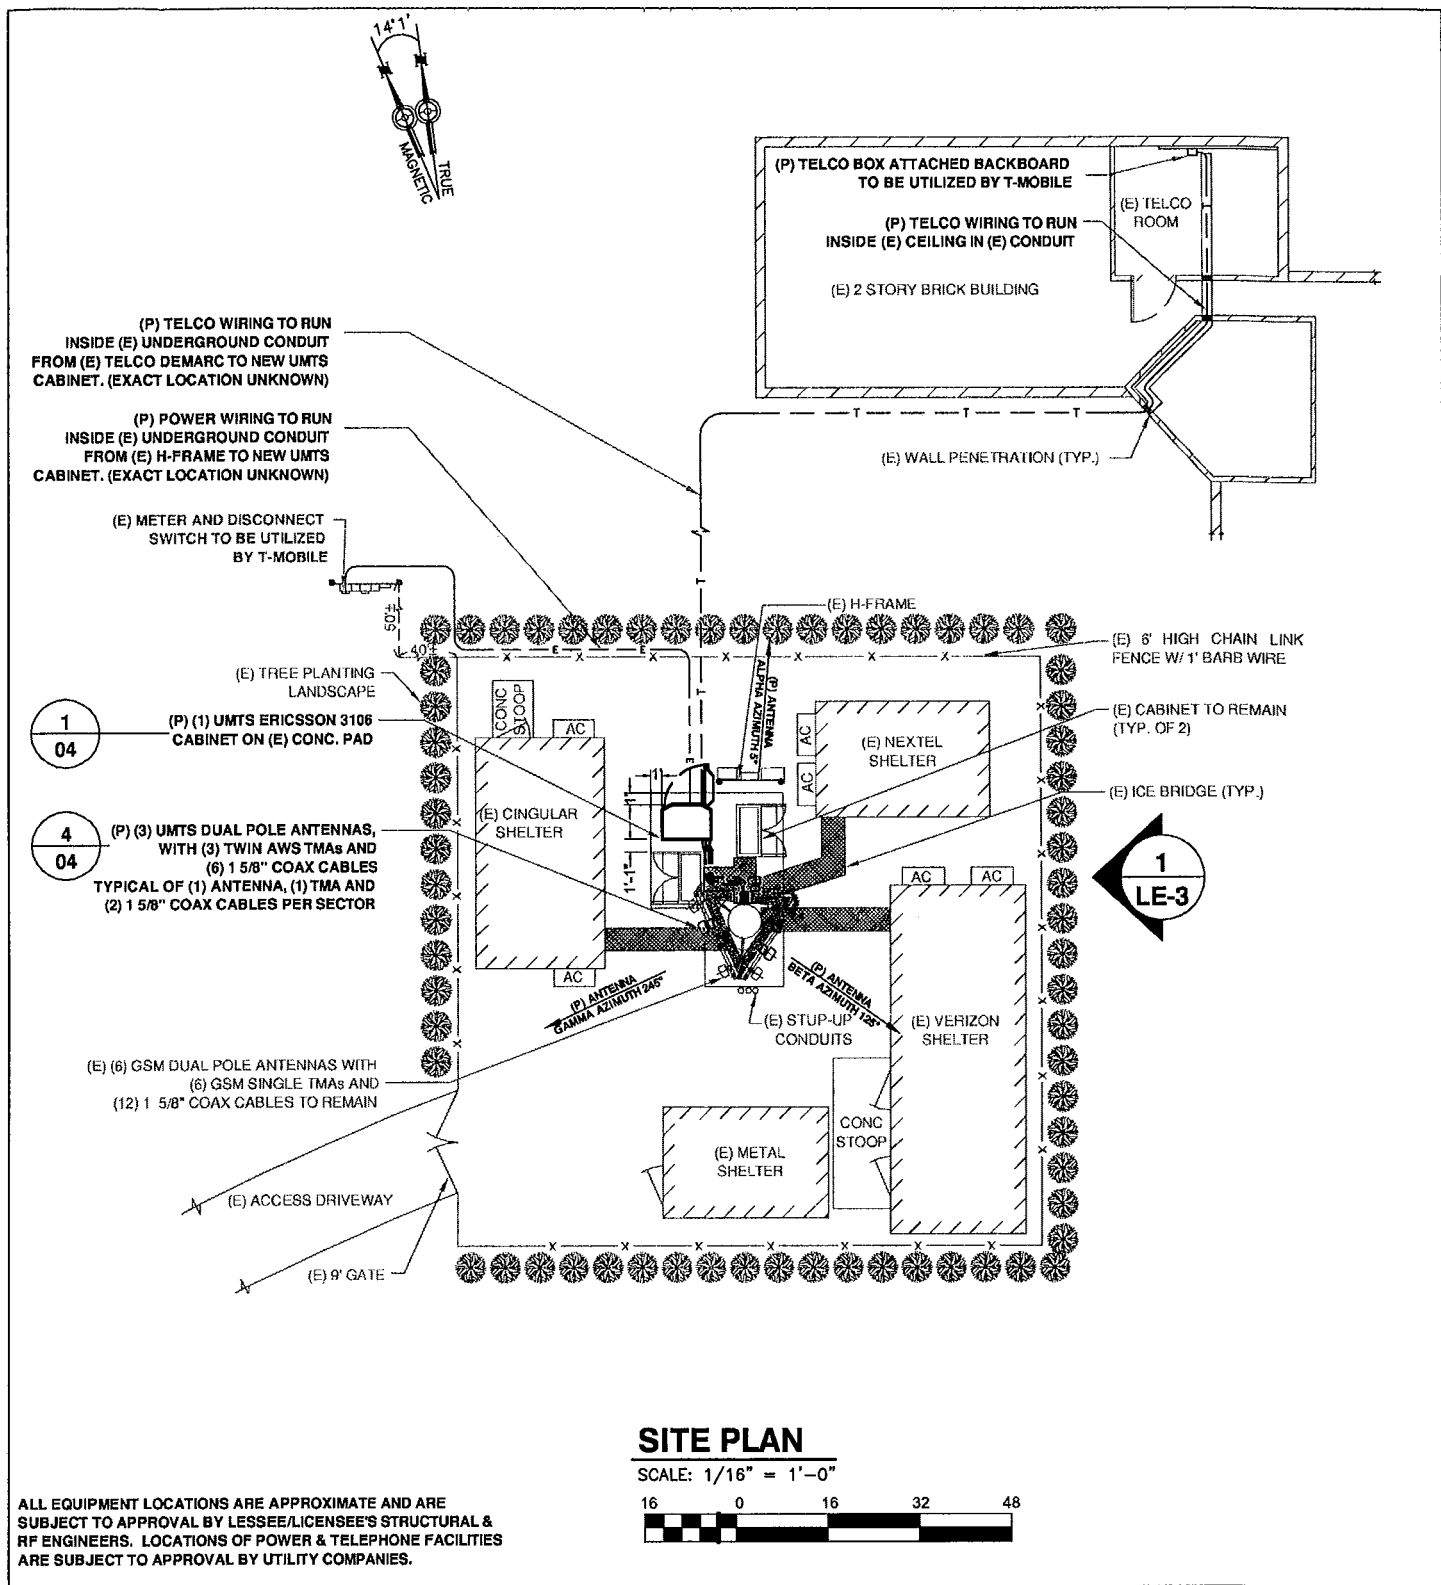 14°1'
N
N
MAGNETIC
TRUE
(P) TELCO BOX ATTACHED BACKBOARD
TO BE UTILIZED BY T-MOBILE
(E) TELCO
ROOM
(P) TELCO WIRING TO RUN
INSIDE (E) CEILING IN (E) CONDUIT
(E) 2 STORY BRICK BUILDING
(P) TELCO WIRING TO RUN
INSIDE (E) UNDERGROUND CONDUIT
FROM (E) TELCO DEMARC TO NEW UMTS
CABINET. (EXACT LOCATION UNKNOWN)
(P) POWER WIRING TO RUN
INSIDE (E) UNDERGROUND CONDUIT
FROM (E) H-FRAME TO NEW UMTS
CABINET. (EXACT LOCATION UNKNOWN)
T T T
(E) WALL PENETRATION (TYP.)
(E) METER AND DISCONNECT
SWITCH TO BE UTILIZED
BY T-MOBILE
T
50'±
40'±
(E) H-FRAME
(E) 6' HIGH CHAIN LINK
FENCE W/ 1' BARB WIRE
E E
X X X X X X X
(E) TREE PLANTING
LANDSCAPE
CONC
STOOP
T
(P) ANTENNA
ALPHA AZIMUTH 5°
1
04
(P) (1) UMTS ERICSSON 3106
CABINET ON (E) CONC. PAD
AC
AC
AC
(E) NEXTEL
SHELTER
(E) CABINET TO REMAIN
(TYP. OF 2)
1'
1"
(E) ICE BRIDGE (TYP.)
(E) CINGULAR
SHELTER
4
04
(P) (3) UMTS DUAL POLE ANTENNAS,
WITH (3) TWIN AWS TMAs AND
(6) 1 5/8" COAX CABLES
TYPICAL OF (1) ANTENNA, (1) TMA AND
(2) 1 5/8" COAX CABLES PER SECTOR
1'-1"
AC
AC
1
LE-3
AC
(P) ANTENNA
GAMMA AZIMUTH 245°
(P) ANTENNA
BETA AZIMUTH 125°
(E) STUP-UP
CONDUITS
(E) VERIZON
SHELTER
(E) (6) GSM DUAL POLE ANTENNAS WITH
(6) GSM SINGLE TMAs AND
(12) 1 5/8" COAX CABLES TO REMAIN
CONC
STOOP
(E) METAL
SHELTER
(E) ACCESS DRIVEWAY
X X X X X X X
(E) 9' GATE
SITE PLAN
SCALE: 1/16" = 1'-0"
16 0 16 32 48
ALL EQUIPMENT LOCATIONS ARE APPROXIMATE AND ARE
SUBJECT TO APPROVAL BY LESSEE/LICENSEE'S STRUCTURAL &
RF ENGINEERS. LOCATIONS OF POWER & TELEPHONE FACILITIES
ARE SUBJECT TO APPROVAL BY UTILITY COMPANIES.